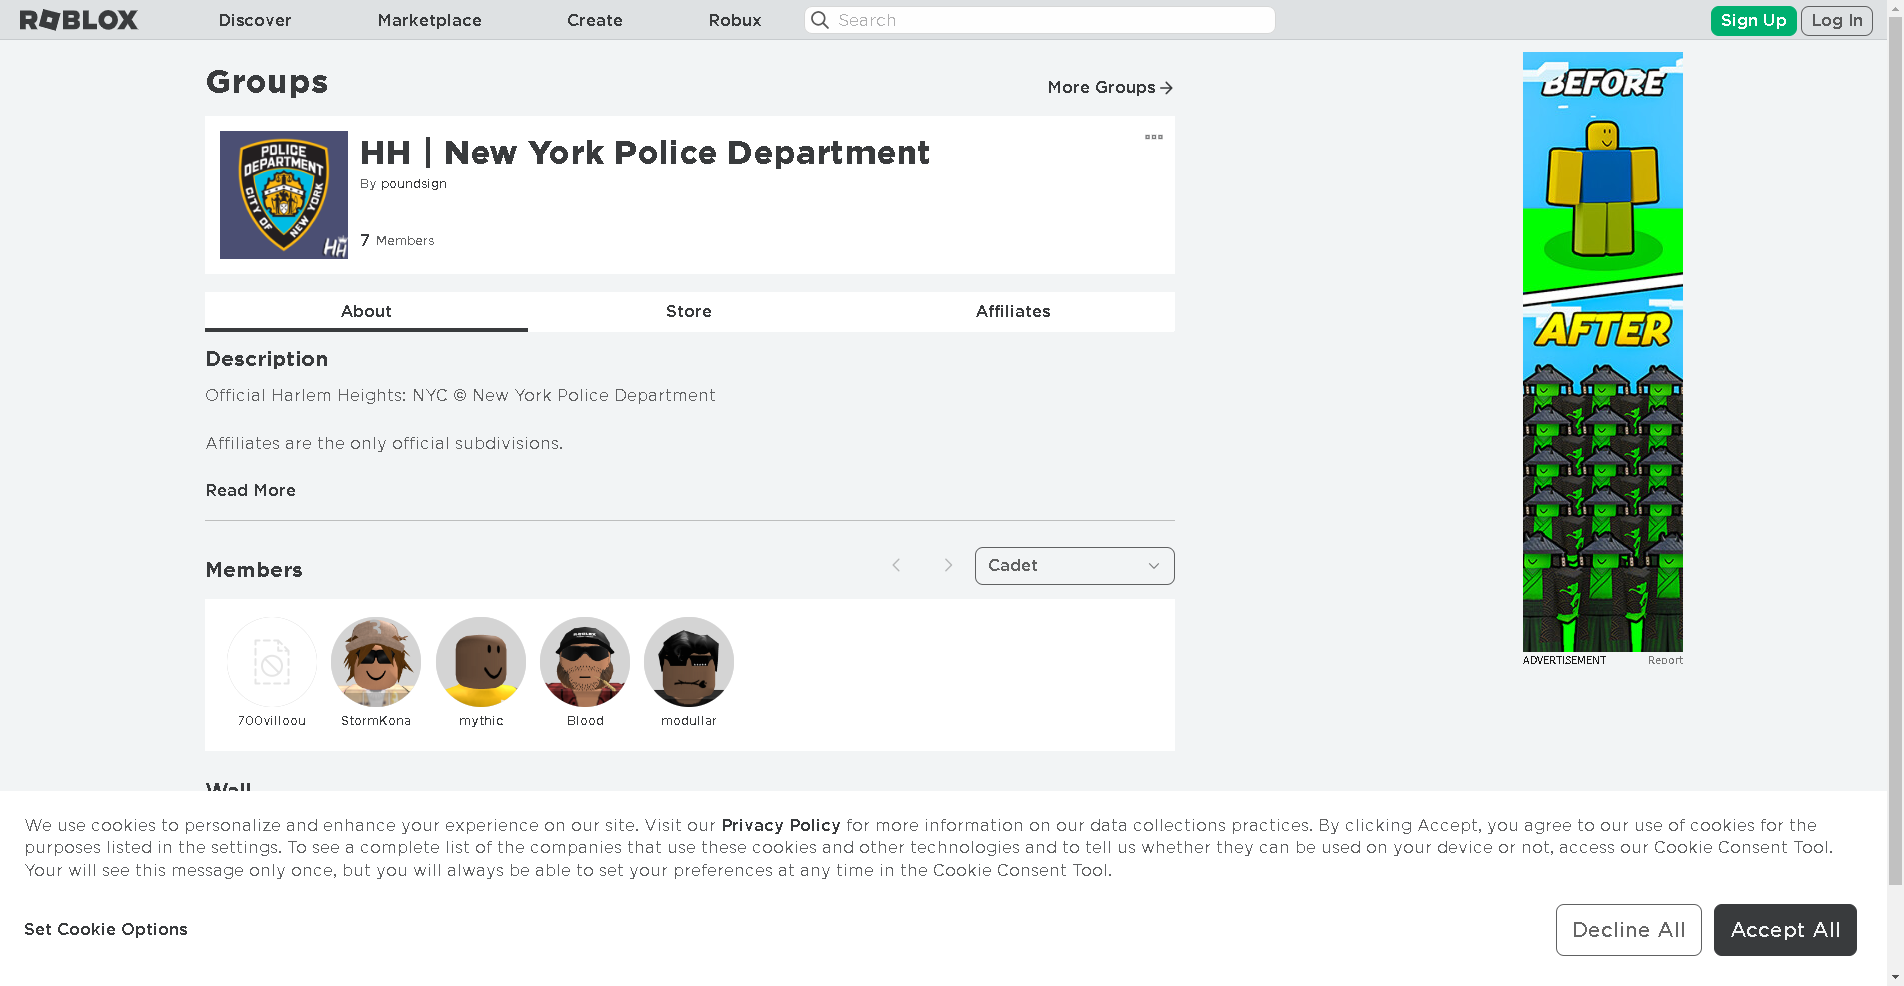 ROBLOX
Discover
Marketplace
Create
Robux
Search
Sign Up
Log In
Groups
More Groups
POLICE
DEPARTMENT
CITY OF
NEW YORK
HH
HH | New York Police Department
By poundsign
7 Members
About
Store
Affiliates
Description
Official Harlem Heights: NYC © New York Police Department
Affiliates are the only official subdivisions.
Read More
Members
Cadet
700villoou
StormKona
mythic
ROBLOX
Blood
modullar
Wall
BEFORE
AFTER
ADVERTISEMENT
Report
We use cookies to personalize and enhance your experience on our site. Visit our Privacy Policy for more information on our data collections practices. By clicking Accept, you agree to our use of cookies for the
purposes listed in the settings. To see a complete list of the companies that use these cookies and other technologies and to tell us whether they can be used on your device or not, access our Cookie Consent Tool.
Your will see this message only once, but you will always be able to set your preferences at any time in the Cookie Consent Tool.
Set Cookie Options
Decline All
Accept All